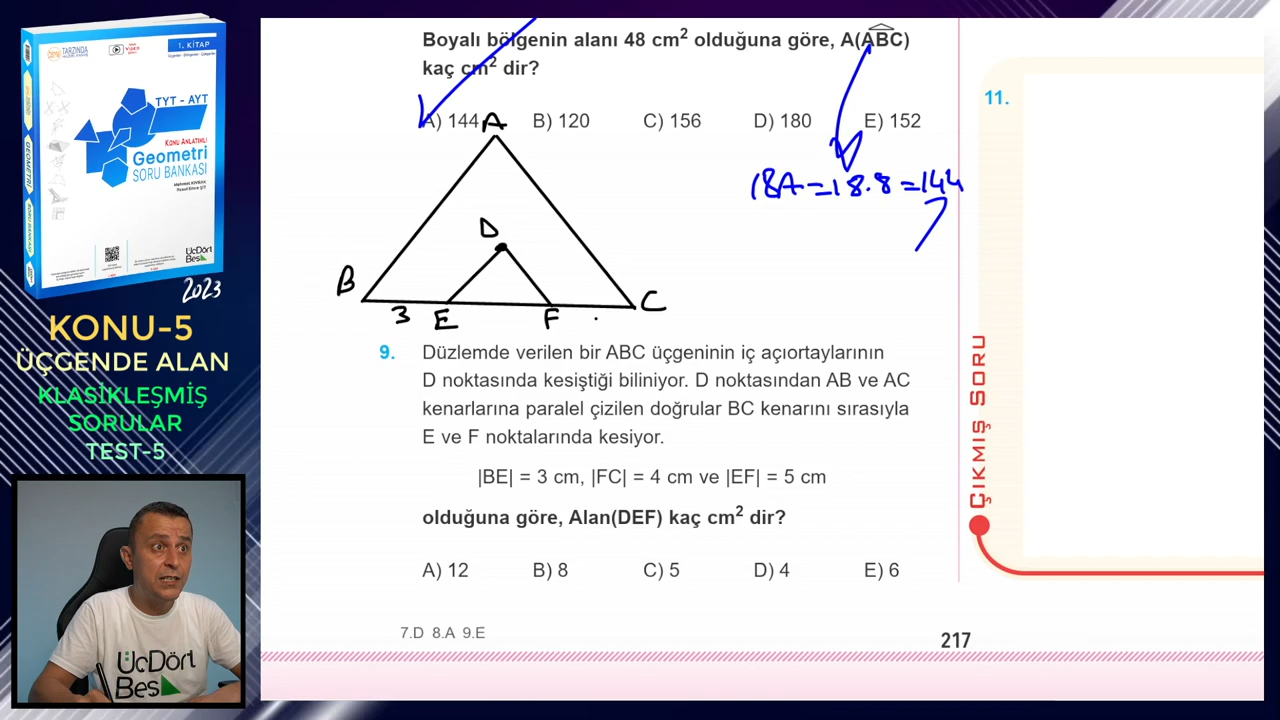 Boyalı bölgenin alanı 48 cm² olduğuna göre, A(ABC)
kaç cm² dir?
A) 144 B) 120 C) 156 D) 180 E) 152
18A = 18.8 = 144
A
D
B
C
3 E F
9. Düzlemde verilen bir ABC üçgeninin iç açıortaylarının
D noktasında kesiştiği biliniyor. D noktasından AB ve AC
kenarlarına paralel çizilen doğrular BC kenarını sırasıyla
E ve F noktalarında kesiyor.
|BE| = 3 cm, |FC| = 4 cm ve |EF| = 5 cm
olduğuna göre, Alan(DEF) kaç cm² dir?
A) 12 B) 8 C) 5 D) 4 E) 6
7.D 8.A 9.E
217
11.
ÇIKMIŞ SORU
1. KİTAP
TYT - AYT
KONU ANLATIMLI
Geometri
SORU BANKASI
ÜçDört
Beş
2023
KONU-5
ÜÇGENDE ALAN
KLASİKLEŞMİŞ
SORULAR
TEST-5
ÜçDört
Beş